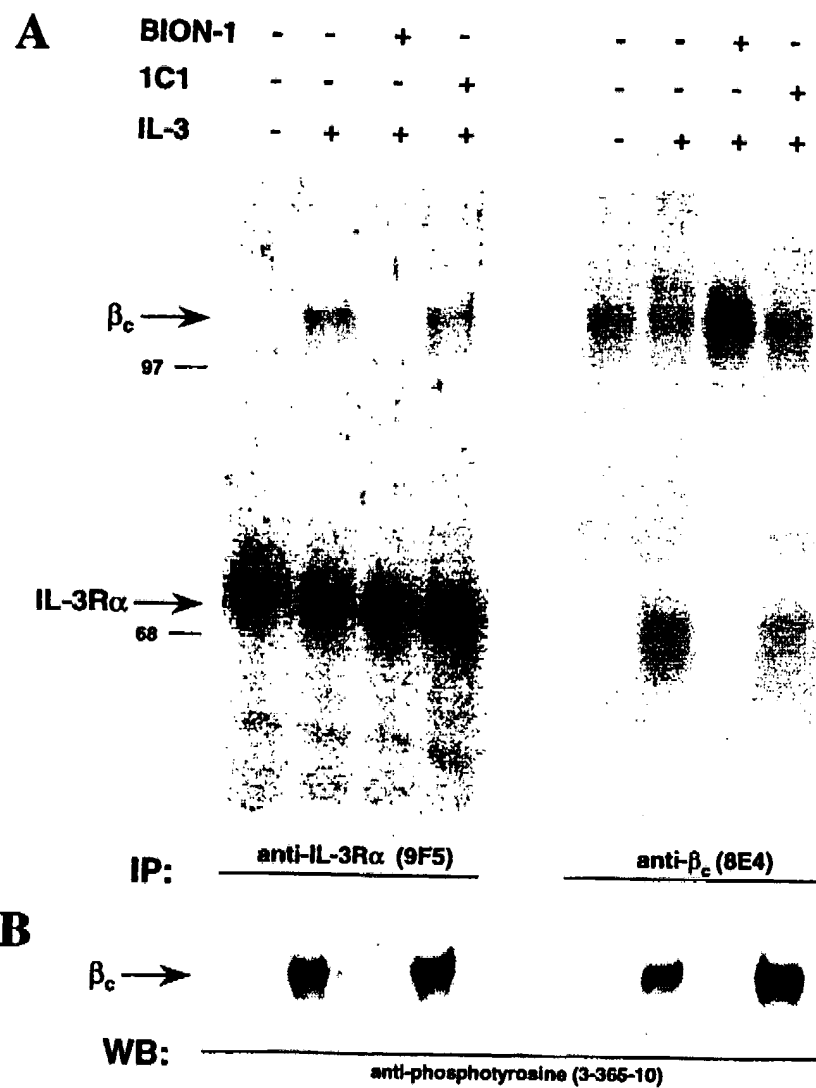 A
BION-1 - - + - - - + -
1C1 - - - + - - - +
IL-3 - + + + - + + +
βc
97
IL-3Rα
68
IP: anti-IL-3Rα (9F5) anti-βc (8E4)
B
βc
WB: anti-phosphotyrosine (3-365-10)